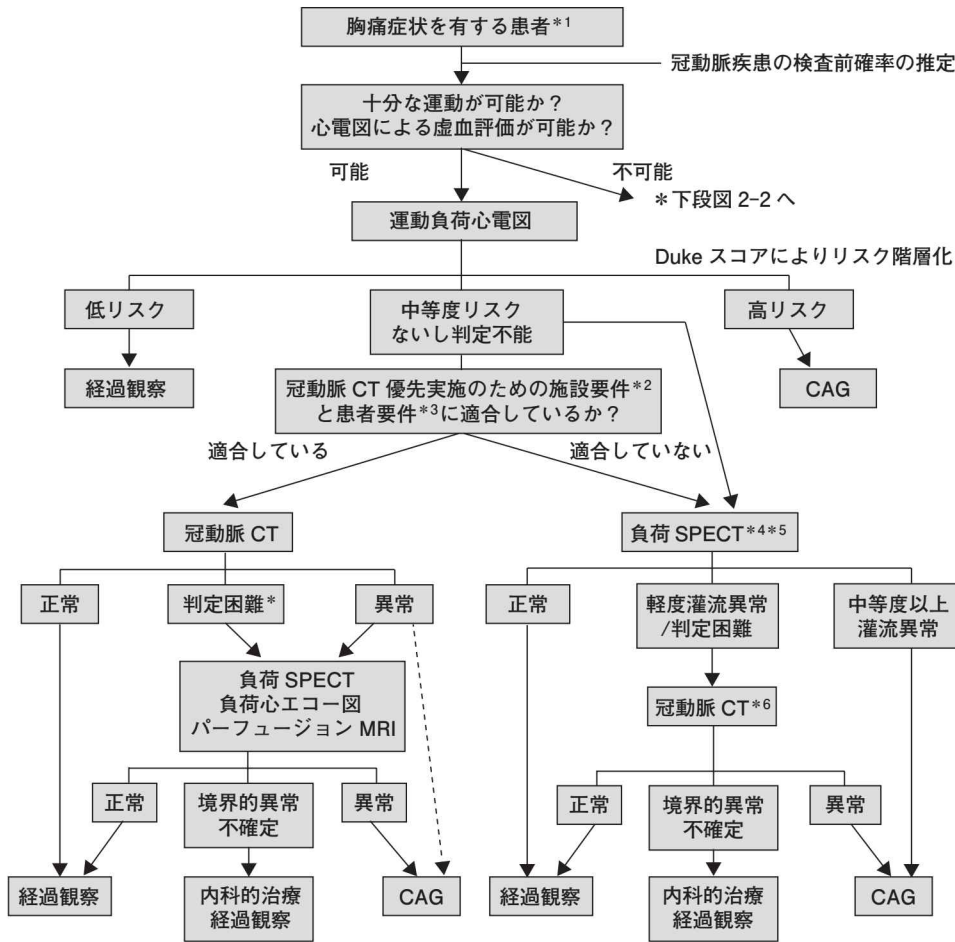 胸痛症状を有する患者*1
冠動脈疾患の検査前確率の推定
十分な運動が可能か？
心電図による虚血評価が可能か？
可能
不可能
＊下段図 2-2 へ
運動負荷心電図
Duke スコアによりリスク階層化
低リスク
中等度リスク
ないし判定不能
高リスク
経過観察
冠動脈 CT 優先実施のための施設要件*2
と患者要件*3に適合しているか？
CAG
適合している
適合していない
冠動脈 CT
負荷 SPECT*4*5
正常
判定困難*
異常
正常
軽度灌流異常
/判定困難
中等度以上
灌流異常
負荷 SPECT
負荷心エコー図
パーフュージョン MRI
冠動脈 CT*6
正常
境界的異常
不確定
異常
正常
境界的異常
不確定
異常
経過観察
内科的治療
経過観察
CAG
経過観察
内科的治療
経過観察
CAG